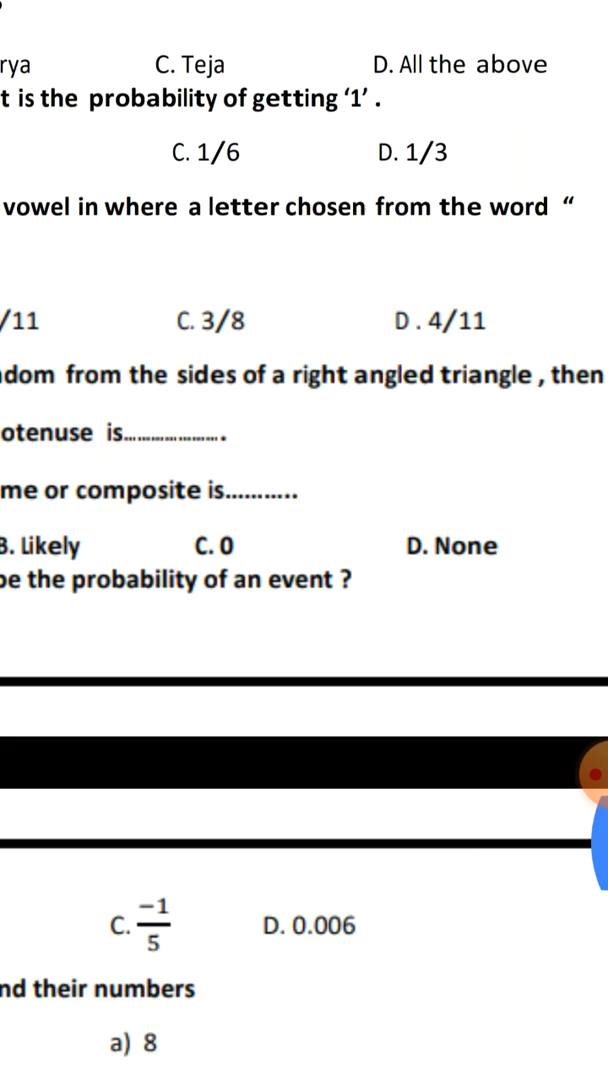 rya C. Teja D. All the above
t is the probability of getting ‘1’ .
C. 1/6 D. 1/3
vowel in where a letter chosen from the word “
/11 C. 3/8 D . 4/11
dom from the sides of a right angled triangle , then
otenuse is.......................
me or composite is...........
B. Likely C. 0 D. None
be the probability of an event ?
C. −1/5 D. 0.006
nd their numbers
a) 8